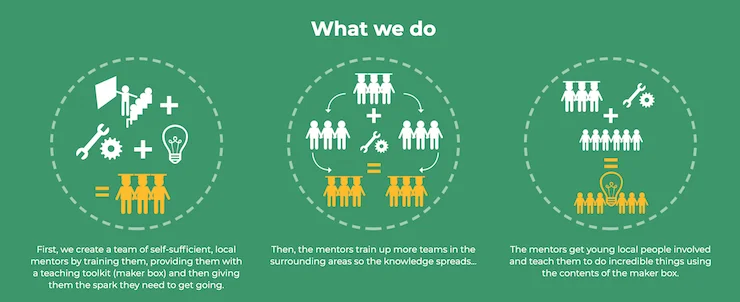 What we do
First, we create a team of self-sufficient, local
mentors by training them, providing them with
a teaching toolkit (maker box) and then giving
them the spark they need to get going.
Then, the mentors train up more teams in the
surrounding areas so the knowledge spreads...
The mentors get young local people involved
and teach them to do incredible things using
the contents of the maker box.